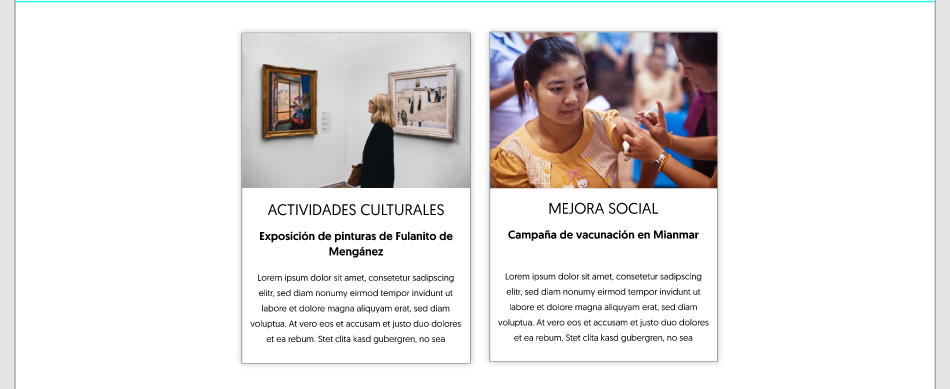 ACTIVIDADES CULTURALES
Exposición de pinturas de Fulanito de
Mengánez
Lorem ipsum dolor sit amet, consetetur sadipscing
elitr, sed diam nonumy eirmod tempor invidunt ut
labore et dolore magna aliquyam erat, sed diam
voluptua. At vero eos et accusam et justo duo dolores
et ea rebum. Stet clita kasd gubergren, no sea
MEJORA SOCIAL
Campaña de vacunación en Mianmar
Lorem ipsum dolor sit amet, consetetur sadipscing
elitr, sed diam nonumy eirmod tempor invidunt ut
labore et dolore magna aliquyam erat, sed diam
voluptua. At vero eos et accusam et justo duo dolores
et ea rebum. Stet clita kasd gubergren, no sea